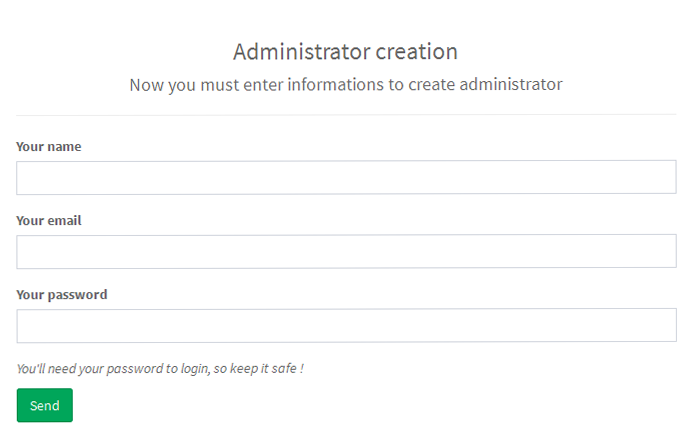 Administrator creation
Now you must enter informations to create administrator
Your name
Your email
Your password
You'll need your password to login, so keep it safe !
Send